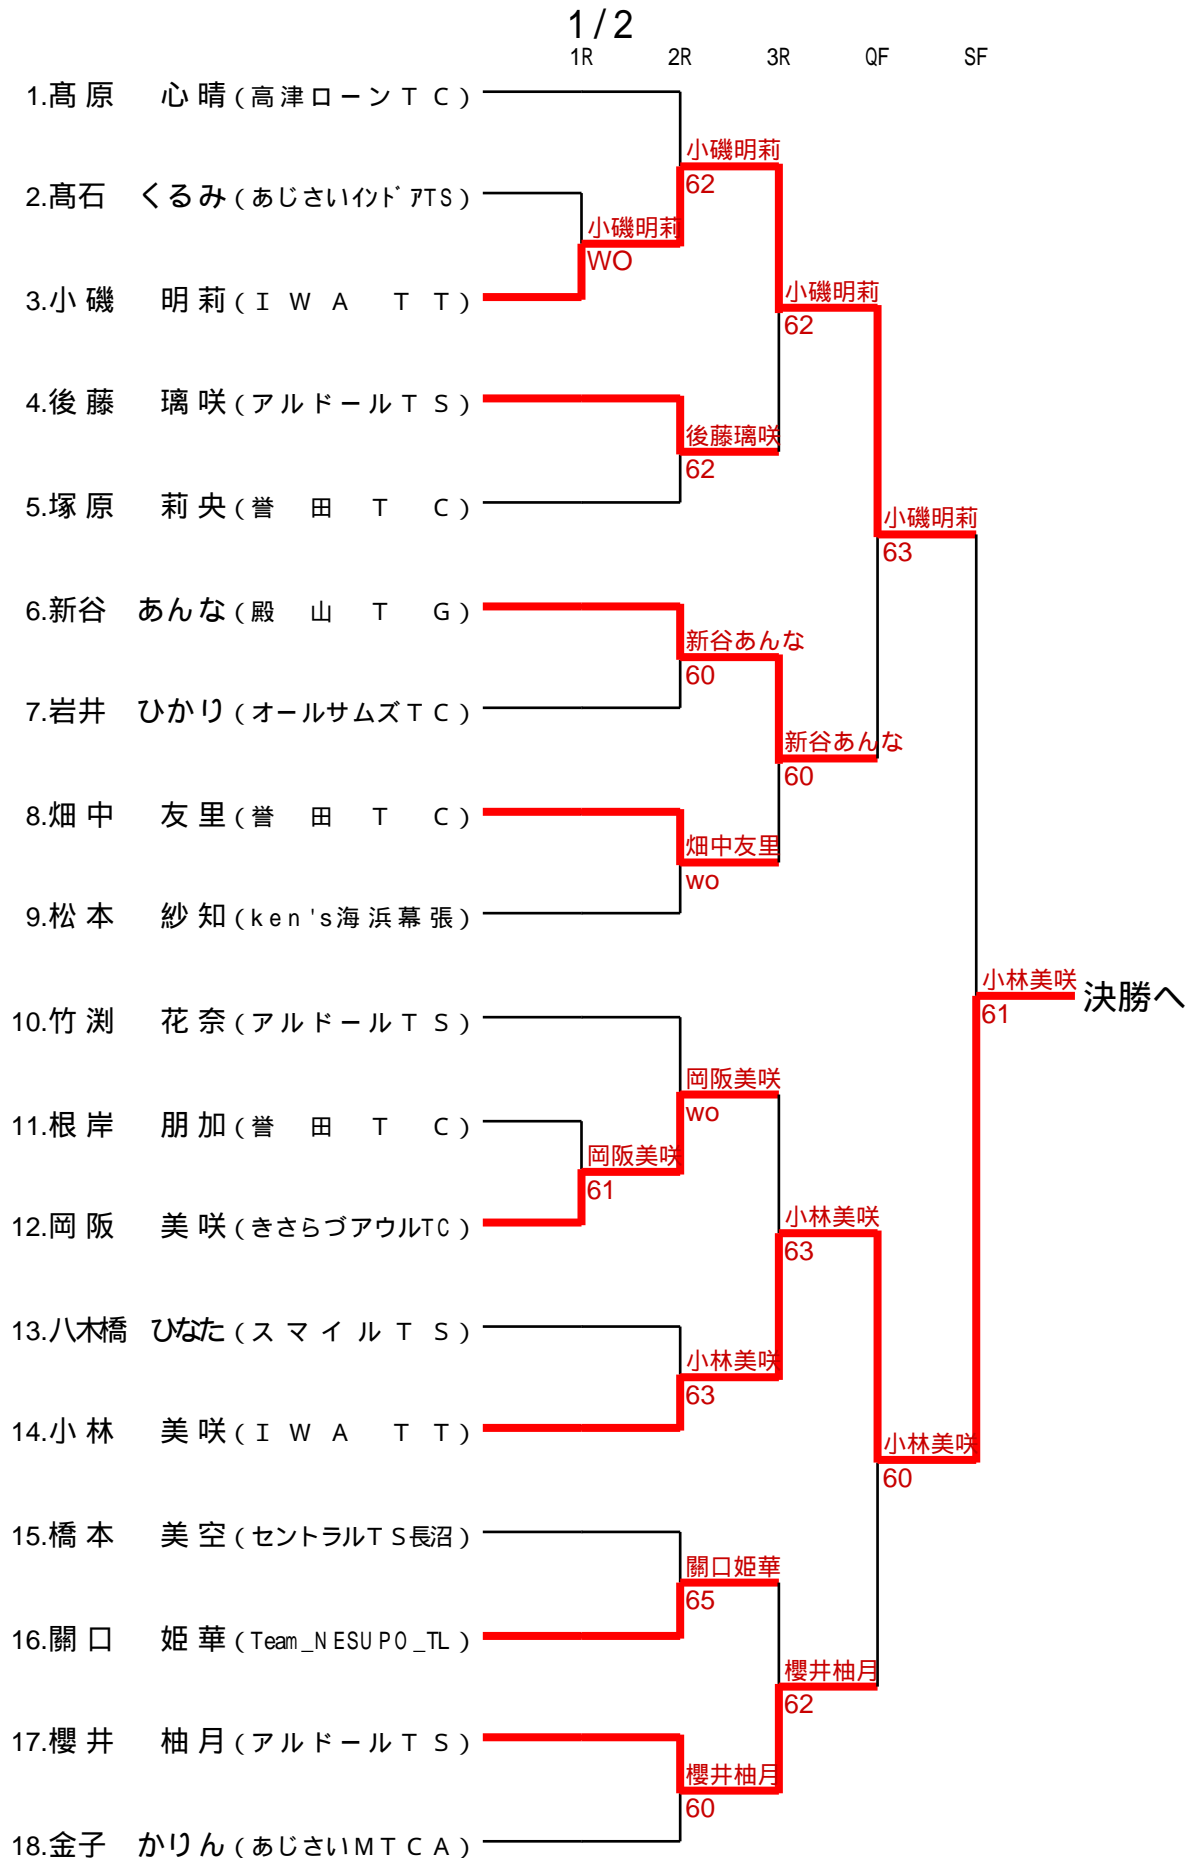 1/2
1R 2R 3R QF SF
1.髙原 心晴(高津ローンTC)
小磯明莉
62
2.髙石 くるみ(あじさいインドアTS)
小磯明莉
WO
3.小磯 明莉(IWA TT)
小磯明莉
62
4.後藤 璃咲(アルドールTS)
後藤璃咲
62
5.塚原 莉央(誉田TC)
小磯明莉
63
6.新谷 あんな(殿山TG)
新谷あんな
60
7.岩井 ひかり(オールサムズTC)
新谷あんな
60
8.畑中 友里(誉田TC)
畑中友里
wo
9.松本 紗知(ken's海浜幕張)
小林美咲
61
決勝へ
10.竹渕 花奈(アルドールTS)
岡阪美咲
wo
11.根岸 朋加(誉田TC)
岡阪美咲
61
12.岡阪 美咲(きさらづアウルTC)
小林美咲
63
13.八木橋 ひなた(スマイルTS)
小林美咲
63
14.小林 美咲(IWA TT)
小林美咲
60
15.橋本 美空(セントラルTS長沼)
關口姫華
65
16.關口 姫華(Team_NESUPO_TL)
櫻井柚月
62
17.櫻井 柚月(アルドールTS)
櫻井柚月
60
18.金子 かりん(あじさいMTCA)